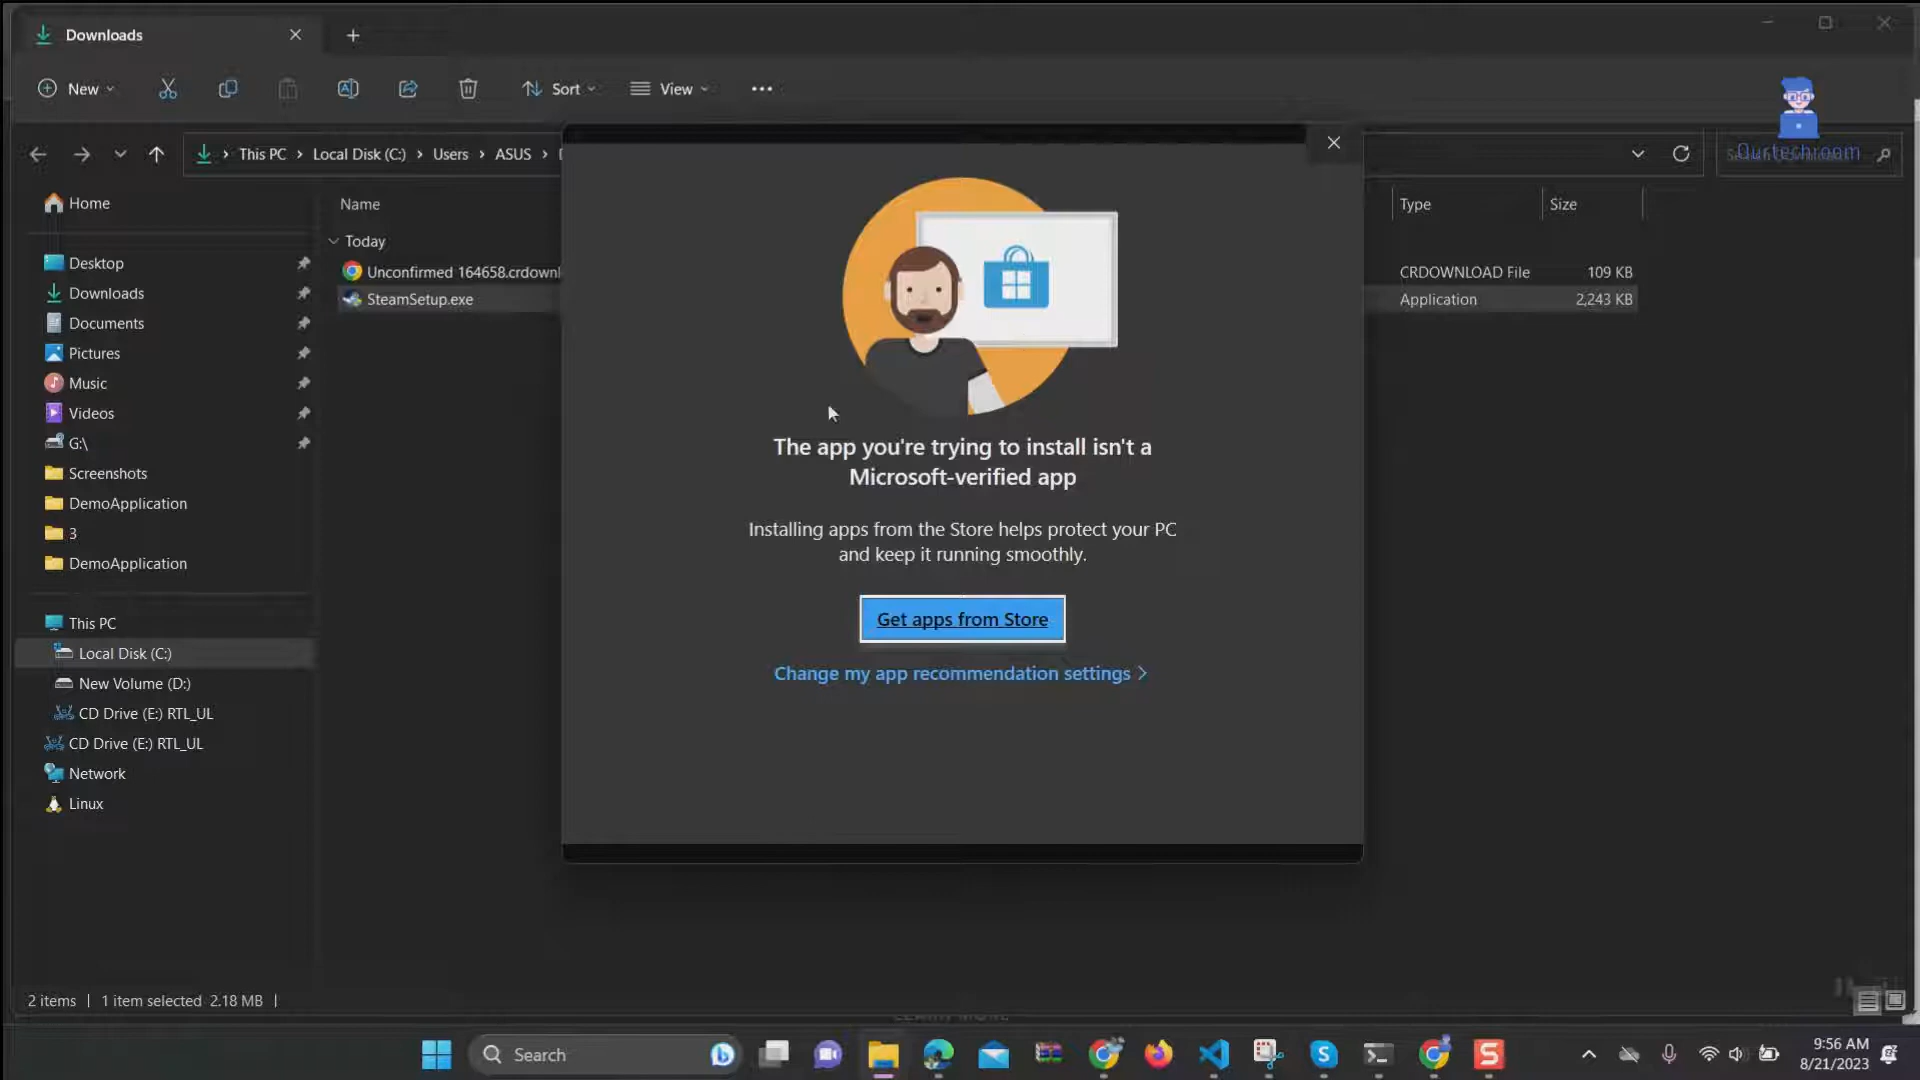 Downloads
New
Sort
View
This PC
Local Disk (C:)
Users
ASUS
Ourtechroom
Home
Name
Type
Size
Today
Desktop
Unconfirmed 164658.crdownl
CRDOWNLOAD File
109 KB
Downloads
SteamSetup.exe
Application
2,243 KB
Documents
Pictures
Music
Videos
G:\
Screenshots
DemoApplication
3
DemoApplication
This PC
Local Disk (C:)
New Volume (D:)
CD Drive (E:) RTL_UL
CD Drive (E:) RTL_UL
Network
Linux
The app you're trying to install isn't a
Microsoft-verified app
Installing apps from the Store helps protect your PC
and keep it running smoothly.
Get apps from Store
Change my app recommendation settings
2 items
1 item selected 2.18 MB
LEARN MORE
Search
9:56 AM
8/21/2023